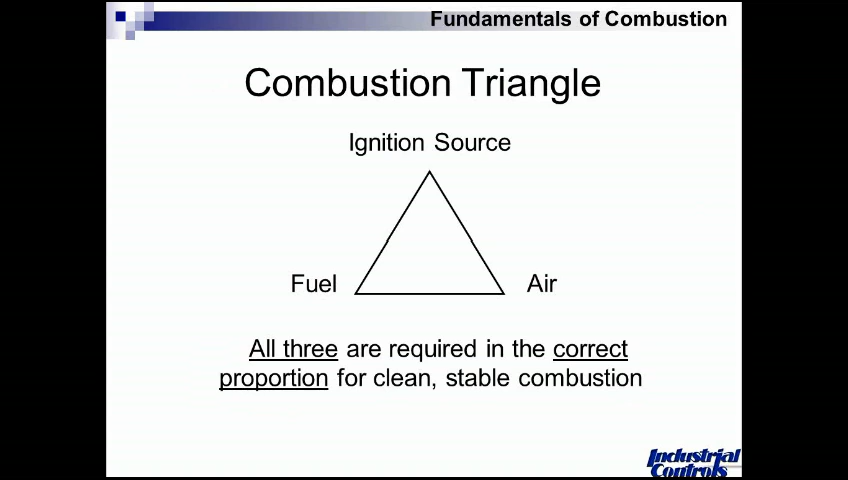 Fundamentals of Combustion
Combustion Triangle
Ignition Source
Fuel
Air
All three are required in the correct
proportion for clean, stable combustion
Industrial
Controls